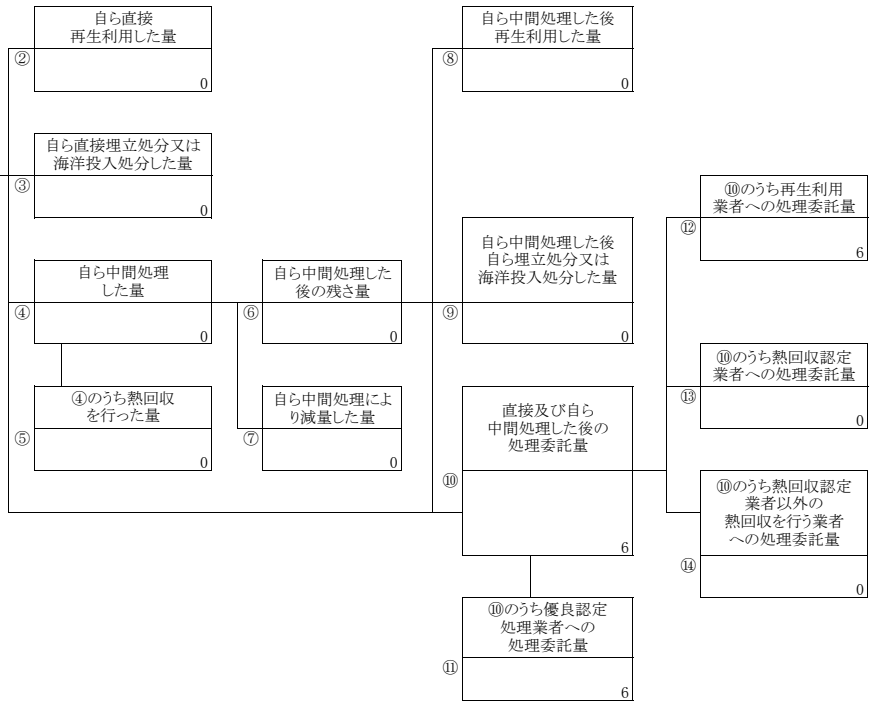 自ら直接
再生利用した量
②
0
自ら直接埋立処分又は
海洋投入処分した量
③
0
自ら中間処理
した量
④
0
④のうち熱回収
を行った量
⑤
0
自ら中間処理した
後の残さ量
⑥
0
自ら中間処理によ
り減量した量
⑦
0
自ら中間処理した後
再生利用した量
⑧
0
自ら中間処理した後
自ら埋立処分又は
海洋投入処分した量
⑨
0
直接及び自ら
中間処理した後の
処理委託量
⑩
6
⑩のうち優良認定
処理業者への
処理委託量
⑪
6
⑩のうち再生利用
業者への処理委託量
⑫
6
⑩のうち熱回収認定
業者への処理委託量
⑬
0
⑩のうち熱回収認定
業者以外の
熱回収を行う業者
への処理委託量
⑭
0